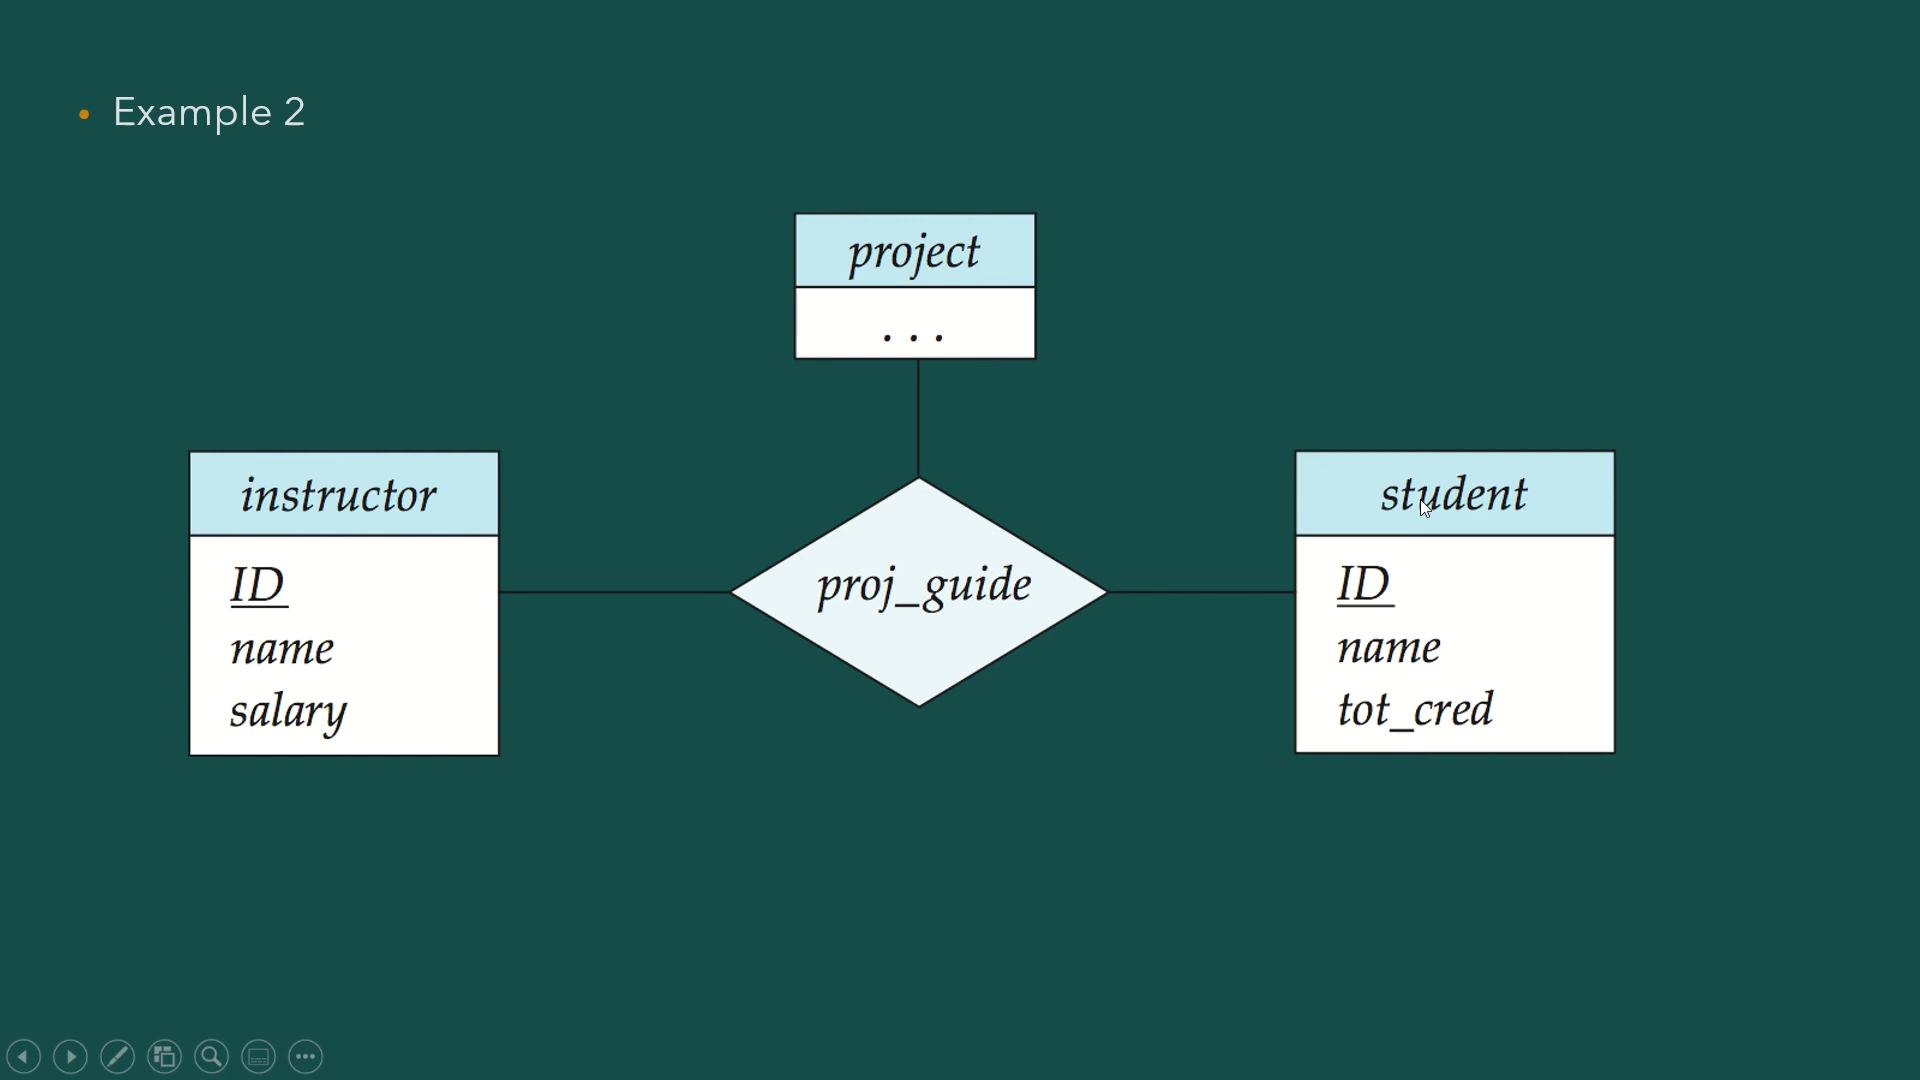 • Example 2
project
. . .
instructor
ID
name
salary
proj_guide
student
ID
name
tot_cred